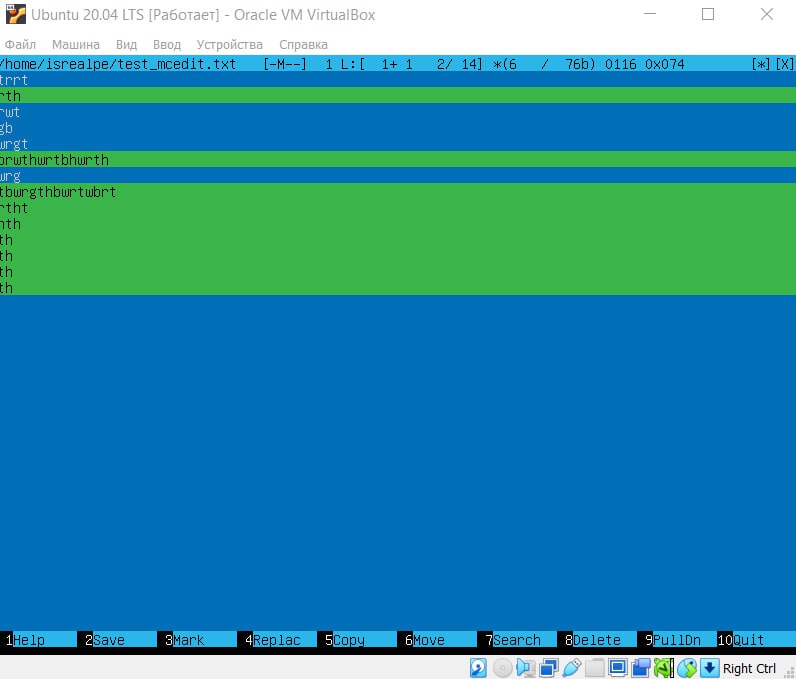 Ubuntu 20.04 LTS [Работает] - Oracle VM VirtualBox
Файл Машина Вид Ввод Устройства Справка
/home/isrealpe/test_mcedit.txt [-M--] 1 L:[ 1+ 1 2/ 14] *(6 / 76b) 0116 0x074 [*][X]
trrt
rth
rwt
gb
wrgt
brwthwrtbhwrth
wrg
tbwrgthbwrtwbrt
rtht
hth
th
th
th
th
1Help 2Save 3Mark 4Replac 5Copy 6Move 7Search 8Delete 9PullDn 10Quit
Right Ctrl